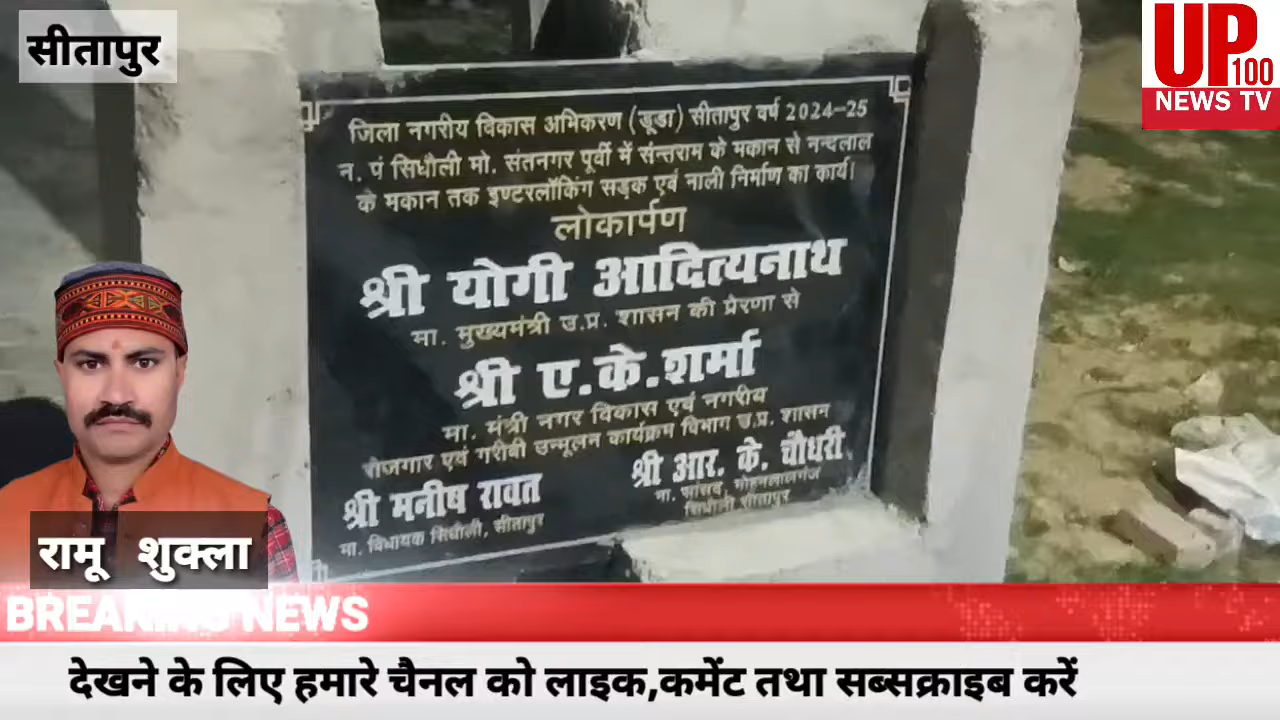 सीतापुर
UP
100
NEWS TV
जिला नगरीय विकास अभिकरण (डूडा) सीतापुर वर्ष 2024-25
न. पं सिधौली मो. संतनगर पूर्वी में सन्तराम के मकान से नन्दलाल
के मकान तक इण्टरलॉकिंग सड़क एवं नाली निर्माण का कार्य।
लोकार्पण
श्री योगी आदित्यनाथ
मा. मुख्यमंत्री उ.प्र. शासन की प्रेरणा से
श्री ए.के.शर्मा
मा. मंत्री नगर विकास एवं नगरीय
रोजगार एवं गरीबी उन्मूलन कार्यक्रम विभाग उ.प्र. शासन
श्री मनीष रावत
मा. विधायक सिधौली, सीतापुर
श्री आर. के. चौधरी
मा. सांसद, मोहनलालगंज
सिधौली सीतापुर
रामू शुक्ला
BREAKING NEWS
देखने के लिए हमारे चैनल को लाइक,कमेंट तथा सब्सक्राइब करें